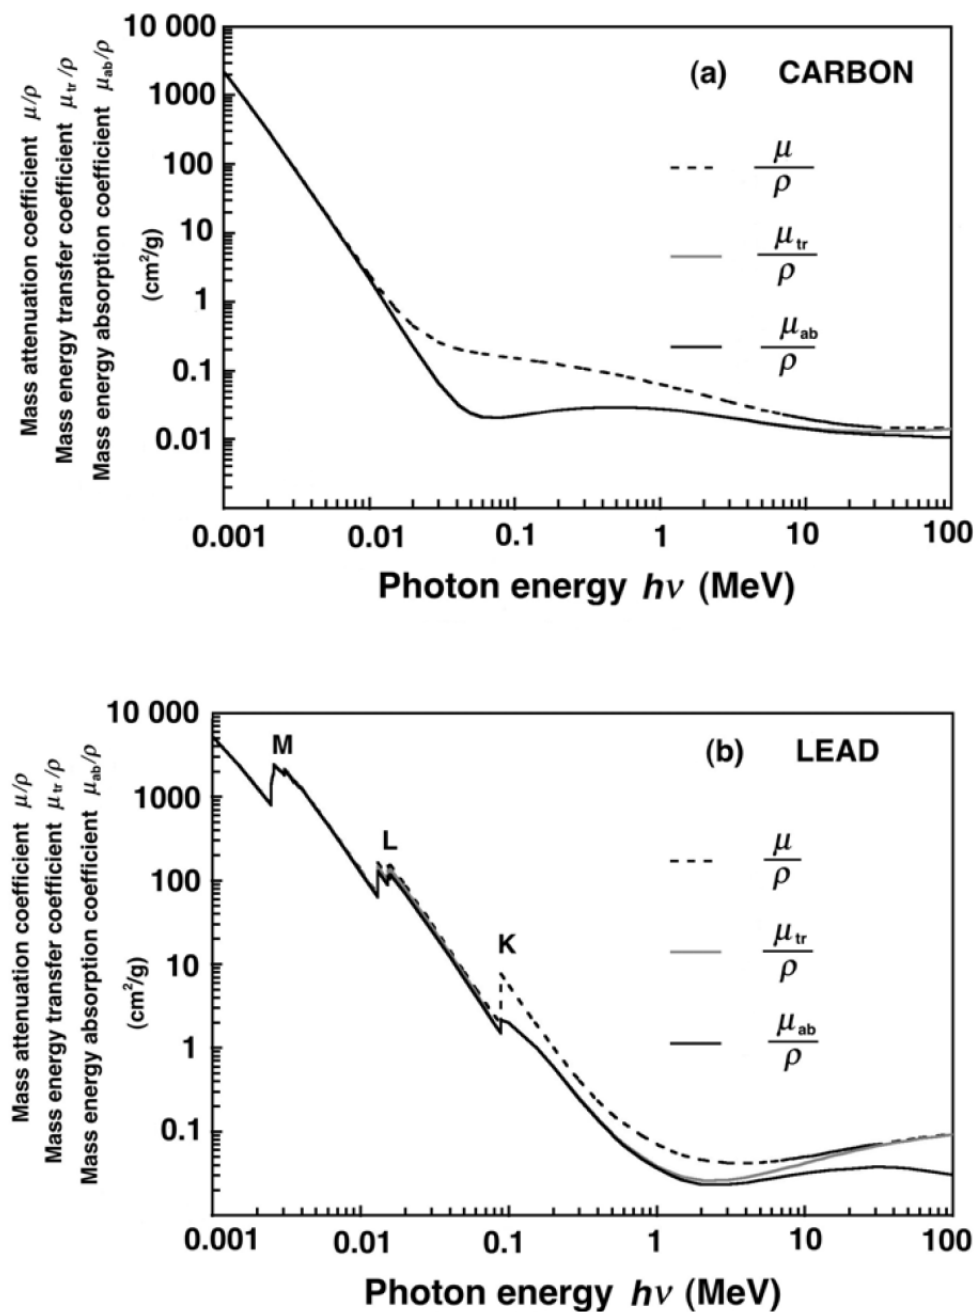 10 000
1000
100
10
1
0.1
0.01
Mass attenuation coefficient μ/ρ
Mass energy transfer coefficient μtr/ρ
Mass energy absorption coefficient μab/ρ
(cm²/g)
(a) CARBON
μ/ρ
μtr/ρ
μab/ρ
0.001 0.01 0.1 1 10 100
Photon energy hν (MeV)
10 000
1000
100
10
1
0.1
Mass attenuation coefficient μ/ρ
Mass energy transfer coefficient μtr/ρ
Mass energy absorption coefficient μab/ρ
(cm²/g)
(b) LEAD
M
L
K
μ/ρ
μtr/ρ
μab/ρ
0.001 0.01 0.1 1 10 100
Photon energy hν (MeV)